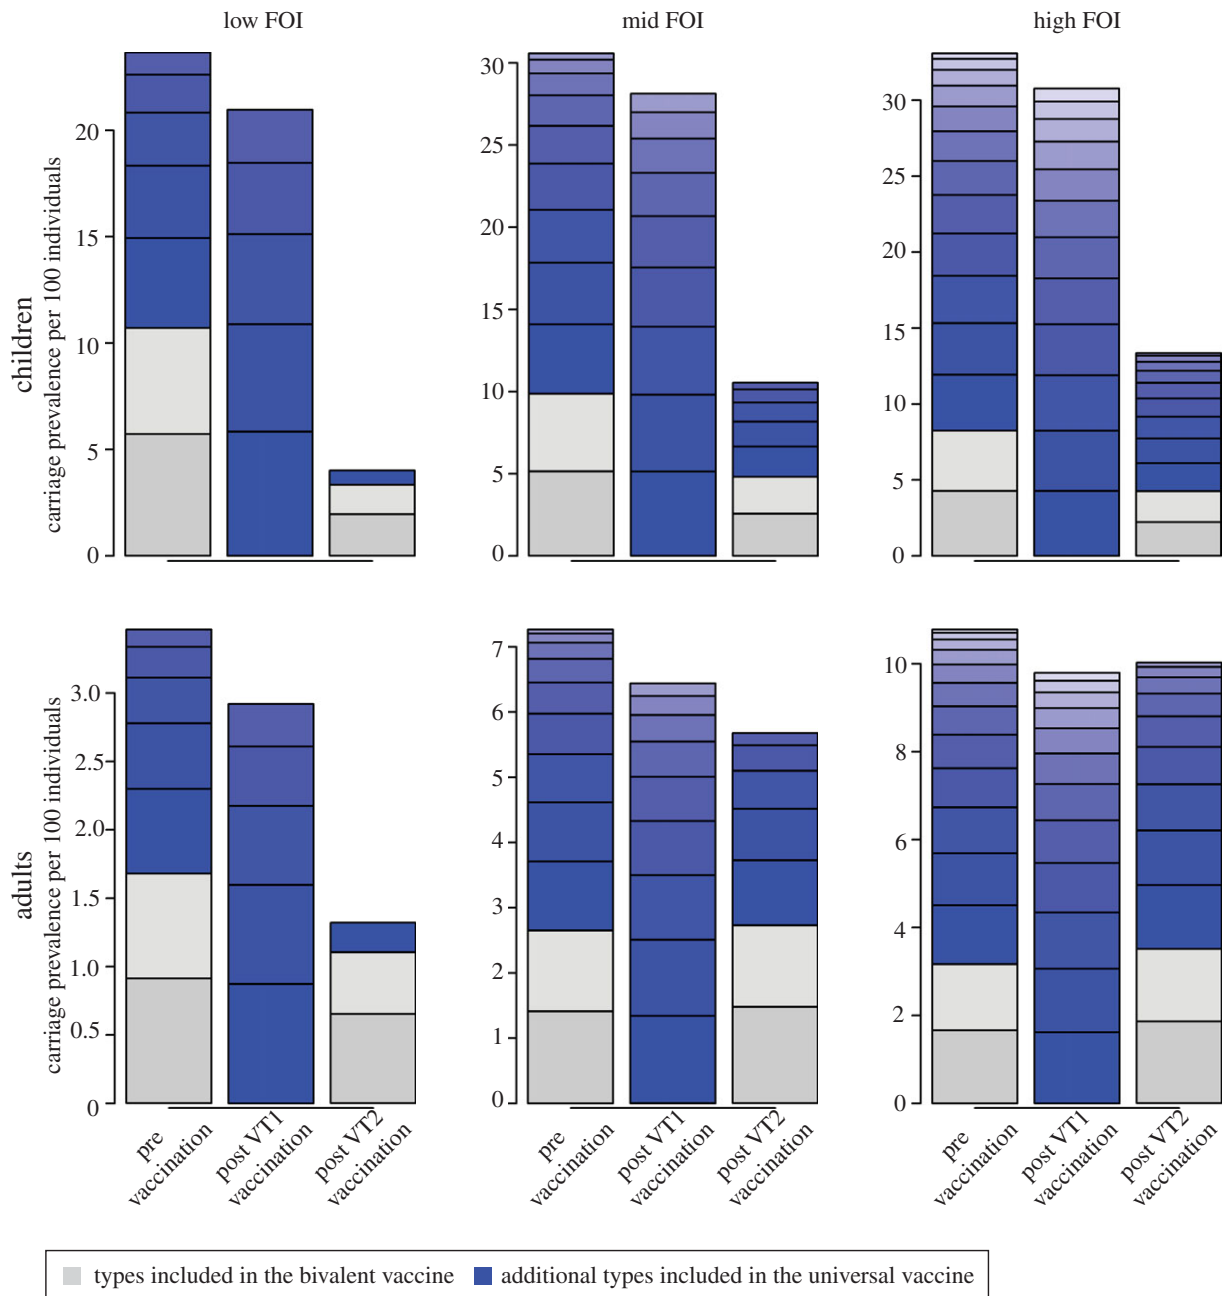 low FOI
mid FOI
high FOI
children
carriage prevalence per 100 individuals
20
15
10
5
0
30
25
20
15
10
5
0
30
25
20
15
10
5
0
adults
carriage prevalence per 100 individuals
3.0
2.5
2.0
1.5
1.0
0.5
0
7
6
5
4
3
2
1
0
10
8
6
4
2
0
pre
vaccination
post VT1
vaccination
post VT2
vaccination
pre
vaccination
post VT1
vaccination
post VT2
vaccination
pre
vaccination
post VT1
vaccination
post VT2
vaccination
types included in the bivalent vaccine
additional types included in the universal vaccine